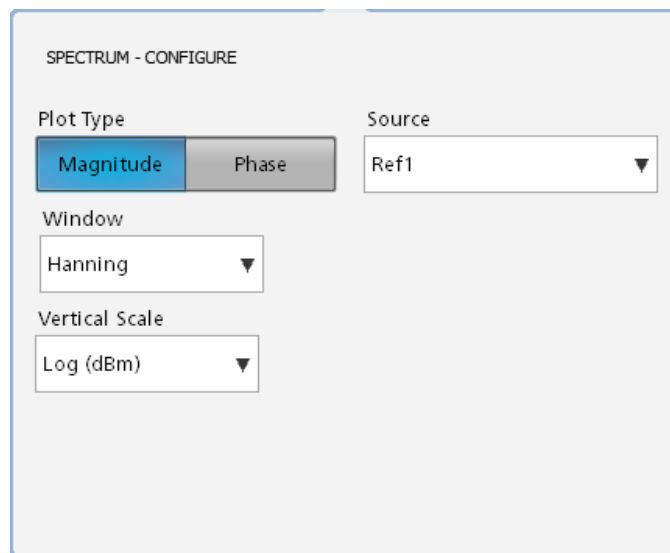 SPECTRUM - CONFIGURE
Plot Type
Source
Magnitude
Phase
Ref1
Window
Hanning
Vertical Scale
Log (dBm)